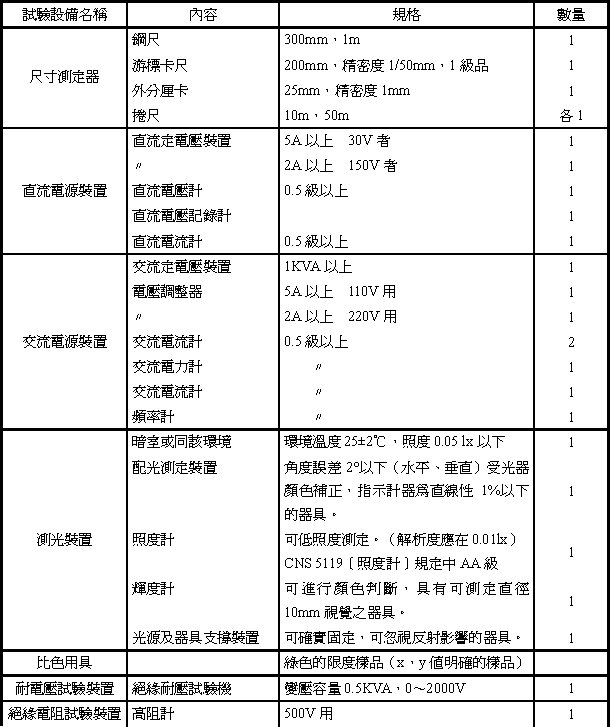 試驗設備名稱 內容 規格 數量
尺寸測定器
鋼尺 300mm，1m 1
游標卡尺 200mm，精密度 1/50mm，1 級品 1
外分厘卡 25mm，精密度 1mm 1
捲尺 10m，50m 各 1
直流電源裝置
直流定電壓裝置 5A 以上 30V 者 1
〃 2A 以上 150V 者 1
直流電壓計 0.5 級以上 1
直流電壓記錄計 1
直流電流計 0.5 級以上 1
交流電源裝置
交流定電壓裝置 1KVA 以上 1
電壓調整器 5A 以上 110V 用 1
〃 2A 以上 220V 用 1
交流電流計 0.5 級以上 2
交流電力計 〃 1
交流電流計 〃 1
頻率計 〃 1
測光裝置
暗室或同該環境 環境溫度 25±2℃，照度 0.05 lx 以下 1
配光測定裝置 角度誤差 2°以下（水平、垂直）受光器
顏色補正，指示計器為直線性 1%以下 1
的器具。
照度計 可低照度測定。（解析度應在 0.01lx）
CNS 5119〔照度計〕規定中 AA 級 1
輝度計 可進行顏色判斷，具有可測定直徑
10mm 視覺之器具。 1
光源及器具支撐裝置 可確實固定，可忽視反射影響的器具。 1
比色用具 綠色的限度樣品（x，y 值明確的樣品）
耐電壓試驗裝置 絕緣耐壓試驗機 變壓容量 0.5KVA，0～2000V 1
絕緣電阻試驗裝置 高阻計 500V 用 1